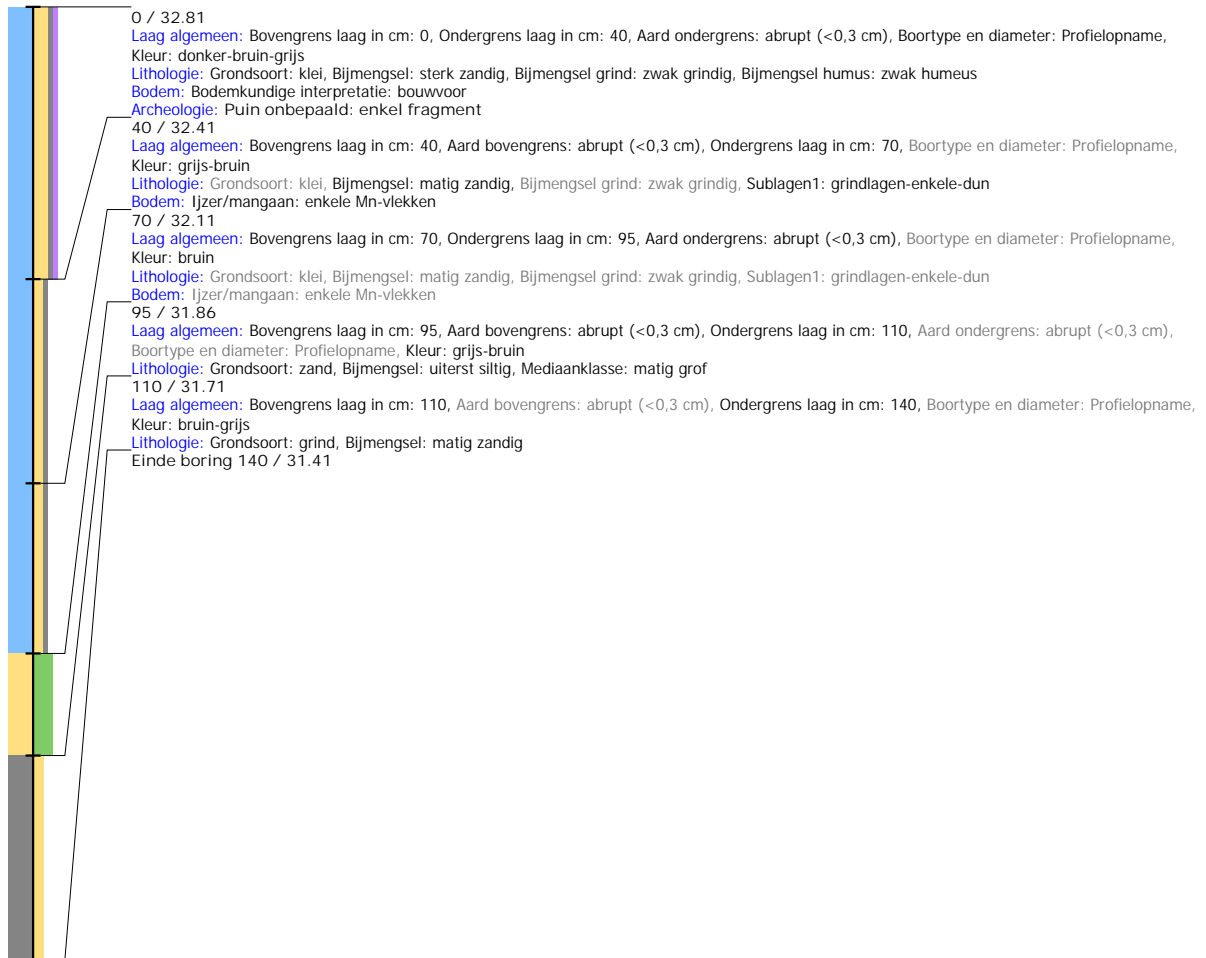 0 / 32.81
Laag algemeen: Bovengrens laag in cm: 0, Ondergrens laag in cm: 40, Aard ondergrens: abrupt (<0,3 cm), Boortype en diameter: Profielopname,
Kleur: donker-bruin-grijs
Lithologie: Grondsoort: klei, Bijmengsel: sterk zandig, Bijmengsel grind: zwak grindig, Bijmengsel humus: zwak humeus
Bodem: Bodemkundige interpretatie: bouwvoor
Archeologie: Puin onbepaald: enkel fragment
40 / 32.41
Laag algemeen: Bovengrens laag in cm: 40, Aard bovengrens: abrupt (<0,3 cm), Ondergrens laag in cm: 70, Boortype en diameter: Profielopname,
Kleur: grijs-bruin
Lithologie: Grondsoort: klei, Bijmengsel: matig zandig, Bijmengsel grind: zwak grindig, Sublagen1: grindlagen-enkele-dun
Bodem: Ijzer/mangaan: enkele Mn-vlekken
70 / 32.11
Laag algemeen: Bovengrens laag in cm: 70, Ondergrens laag in cm: 95, Aard ondergrens: abrupt (<0,3 cm), Boortype en diameter: Profielopname,
Kleur: bruin
Lithologie: Grondsoort: klei, Bijmengsel: matig zandig, Bijmengsel grind: zwak grindig, Sublagen1: grindlagen-enkele-dun
Bodem: Ijzer/mangaan: enkele Mn-vlekken
95 / 31.86
Laag algemeen: Bovengrens laag in cm: 95, Aard bovengrens: abrupt (<0,3 cm), Ondergrens laag in cm: 110, Aard ondergrens: abrupt (<0,3 cm),
Boortype en diameter: Profielopname, Kleur: grijs-bruin
Lithologie: Grondsoort: zand, Bijmengsel: uiterst siltig, Mediaanklasse: matig grof
110 / 31.71
Laag algemeen: Bovengrens laag in cm: 110, Aard bovengrens: abrupt (<0,3 cm), Ondergrens laag in cm: 140, Boortype en diameter: Profielopname,
Kleur: bruin-grijs
Lithologie: Grondsoort: grind, Bijmengsel: matig zandig
Einde boring 140 / 31.41